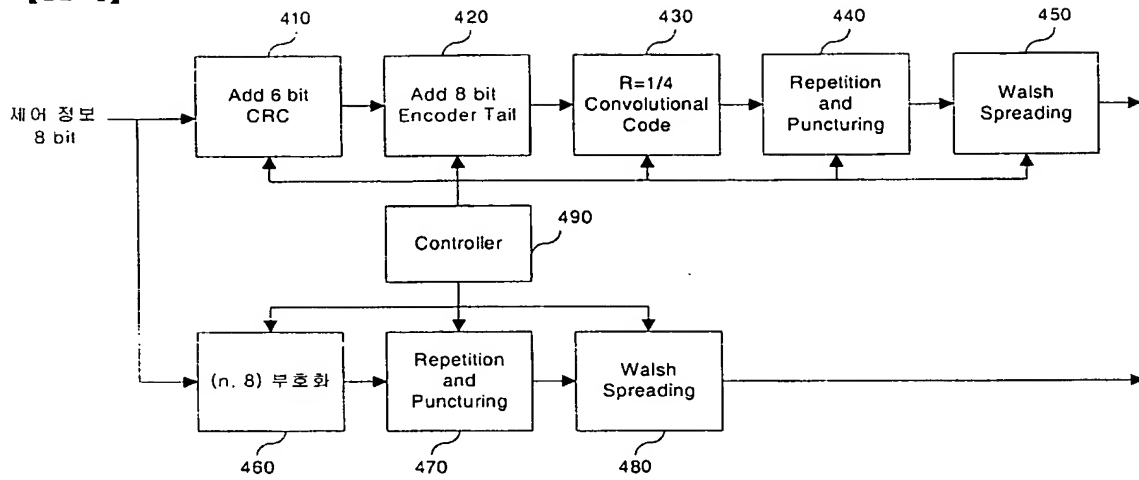 410
420
430
440
450
제어 정보
8 bit
Add 6 bit
CRC
Add 8 bit
Encoder Tail
R=1/4
Convolutional
Code
Repetition
and
Puncturing
Walsh
Spreading
Controller
490
(n, 8) 부호화
Repetition
and
Puncturing
Walsh
Spreading
460
470
480